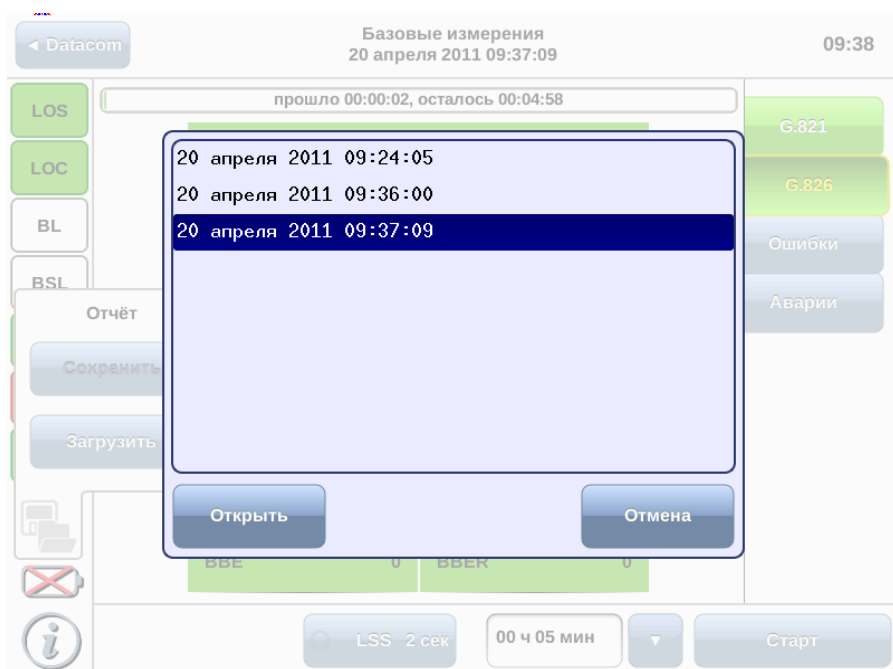 ◄ Datacom
Базовые измерения
20 апреля 2011 09:37:09
09:38
прошло 00:00:02, осталось 00:04:58
LOS
LOC
BL
BSL
G.821
G.826
Ошибки
Аварии
Отчёт
Сохранить
Загрузить
20 апреля 2011 09:24:05
20 апреля 2011 09:36:00
20 апреля 2011 09:37:09
Открыть
Отмена
BBE 0 BBER 0
LSS 2 сек
00 ч 05 мин
▼
Старт